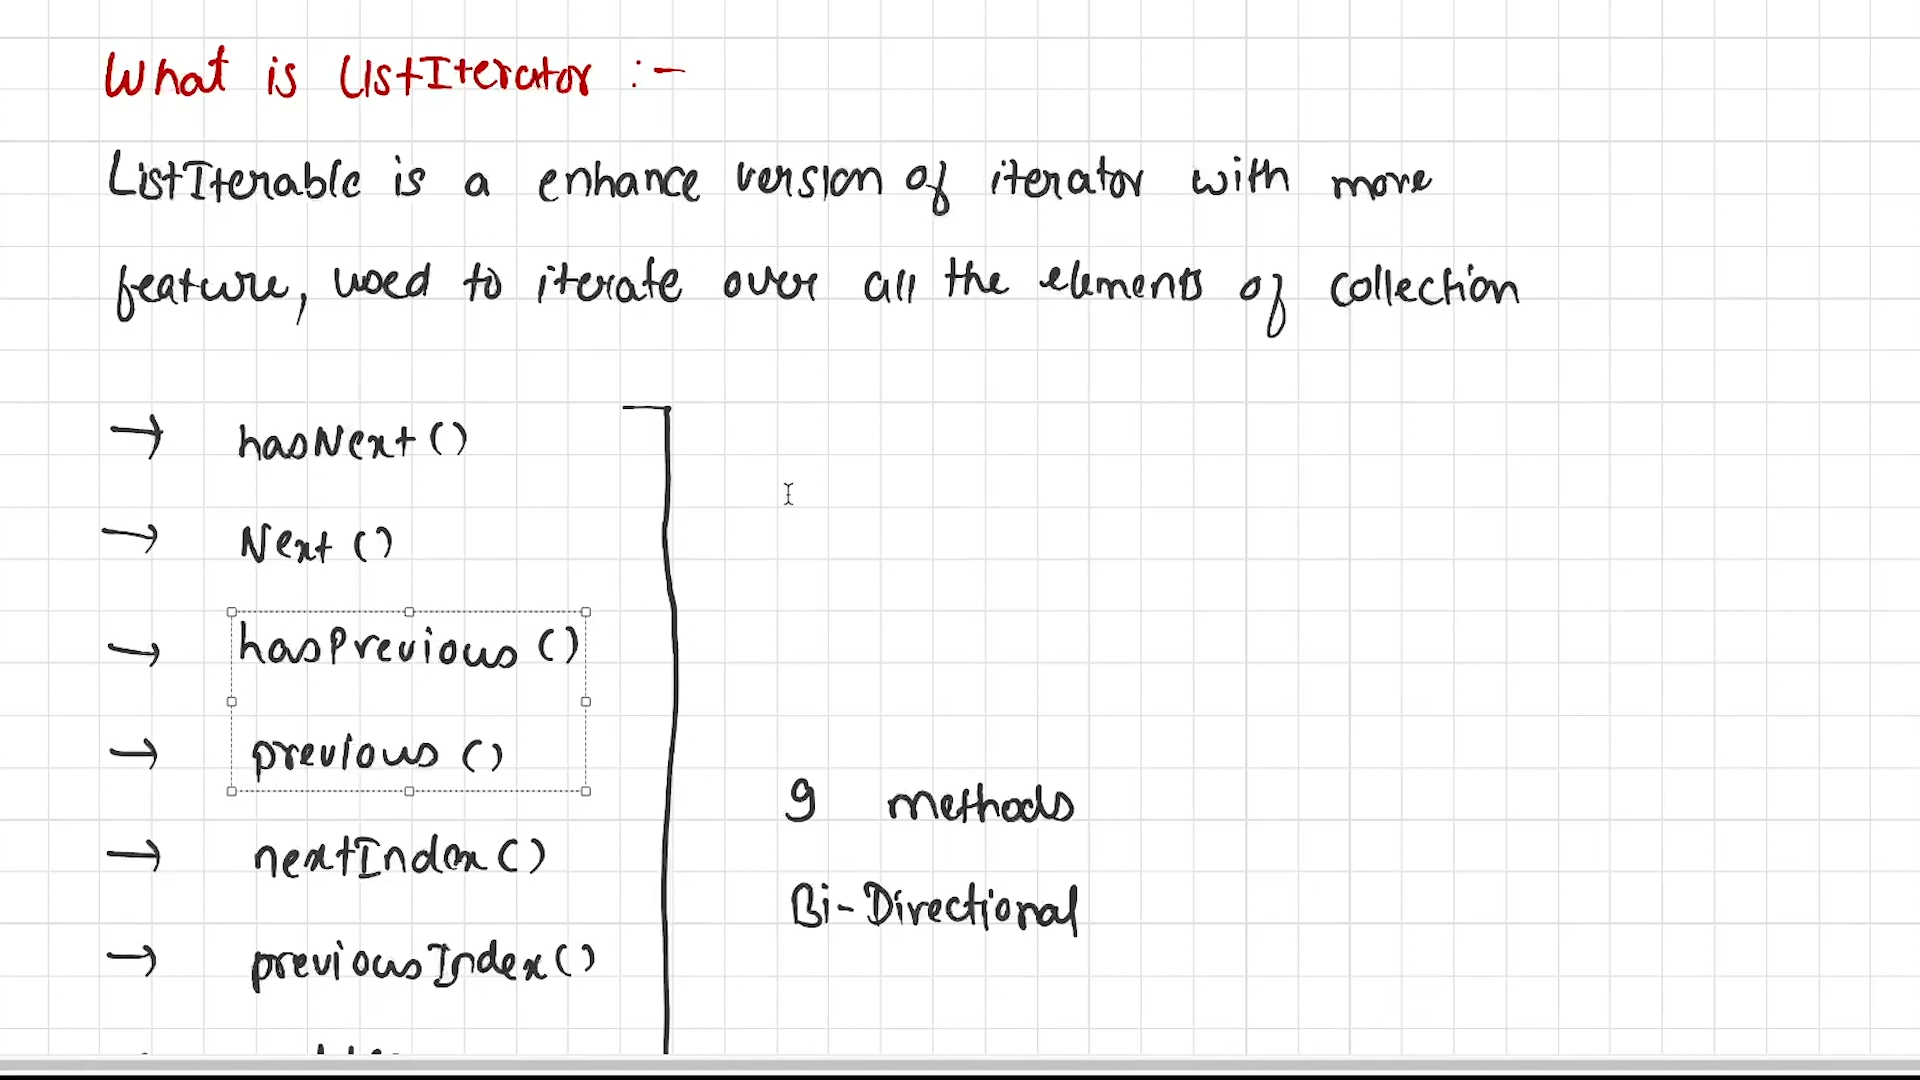 What is ListIterator :-
ListIterable is a enhance version of iterator with more
feature, used to iterate over all the elements of collection
→ hasNext ()
→ Next ()
→ hasPrevious ()
→ previous ()
→ nextIndex ()
→ previousIndex ()
9 methods
Bi-Directional